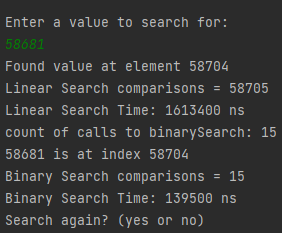 Enter a value to search for:
58681
Found value at element 58704
Linear Search comparisons = 58705
Linear Search Time: 1613400 ns
count of calls to binarySearch: 15
58681 is at index 58704
Binary Search comparisons = 15
Binary Search Time: 139500 ns
Search again? (yes or no)